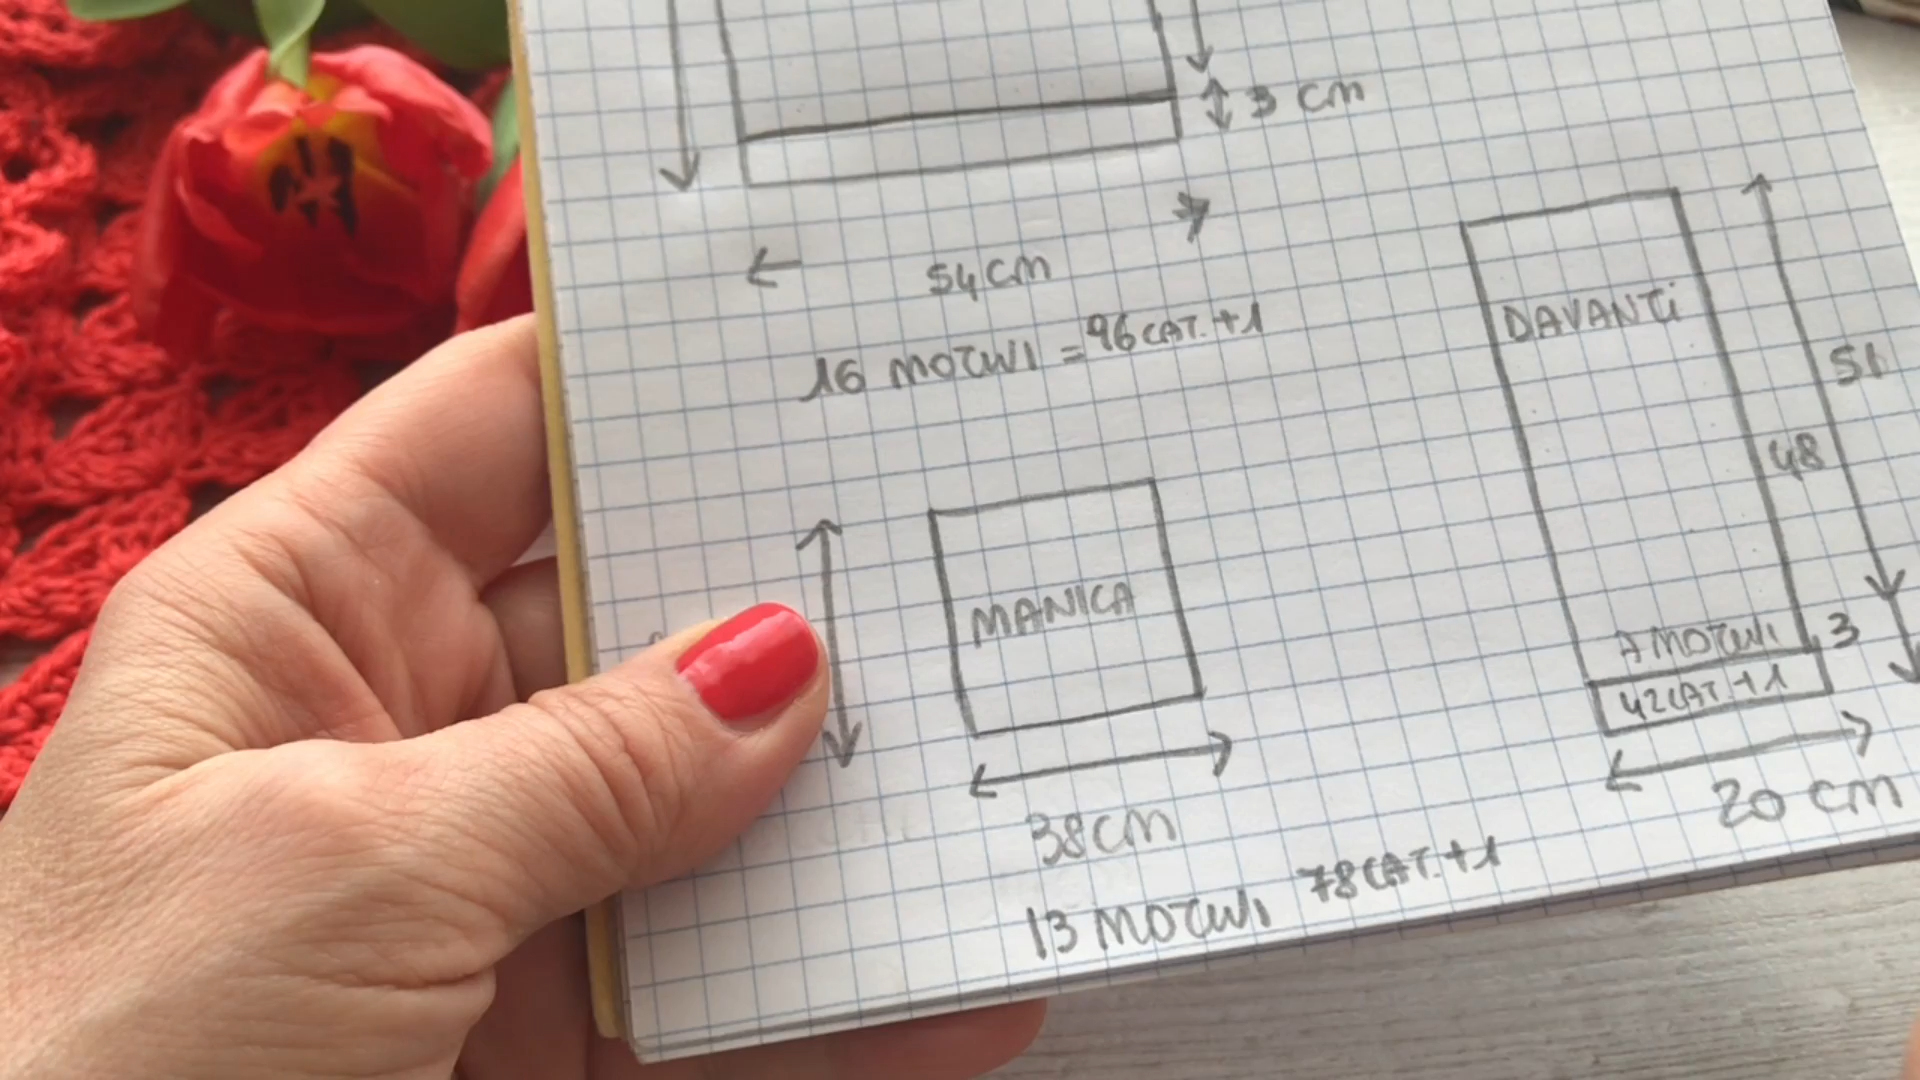 3 cm
54 cm
16 MOTIVI = 96 CAT. + 1
DAVANTI
51
48
3
7 MOTIVI
42 CAT. + 1
20 cm
MANICA
38 cm
13 MOTIVI 78 CAT. + 1